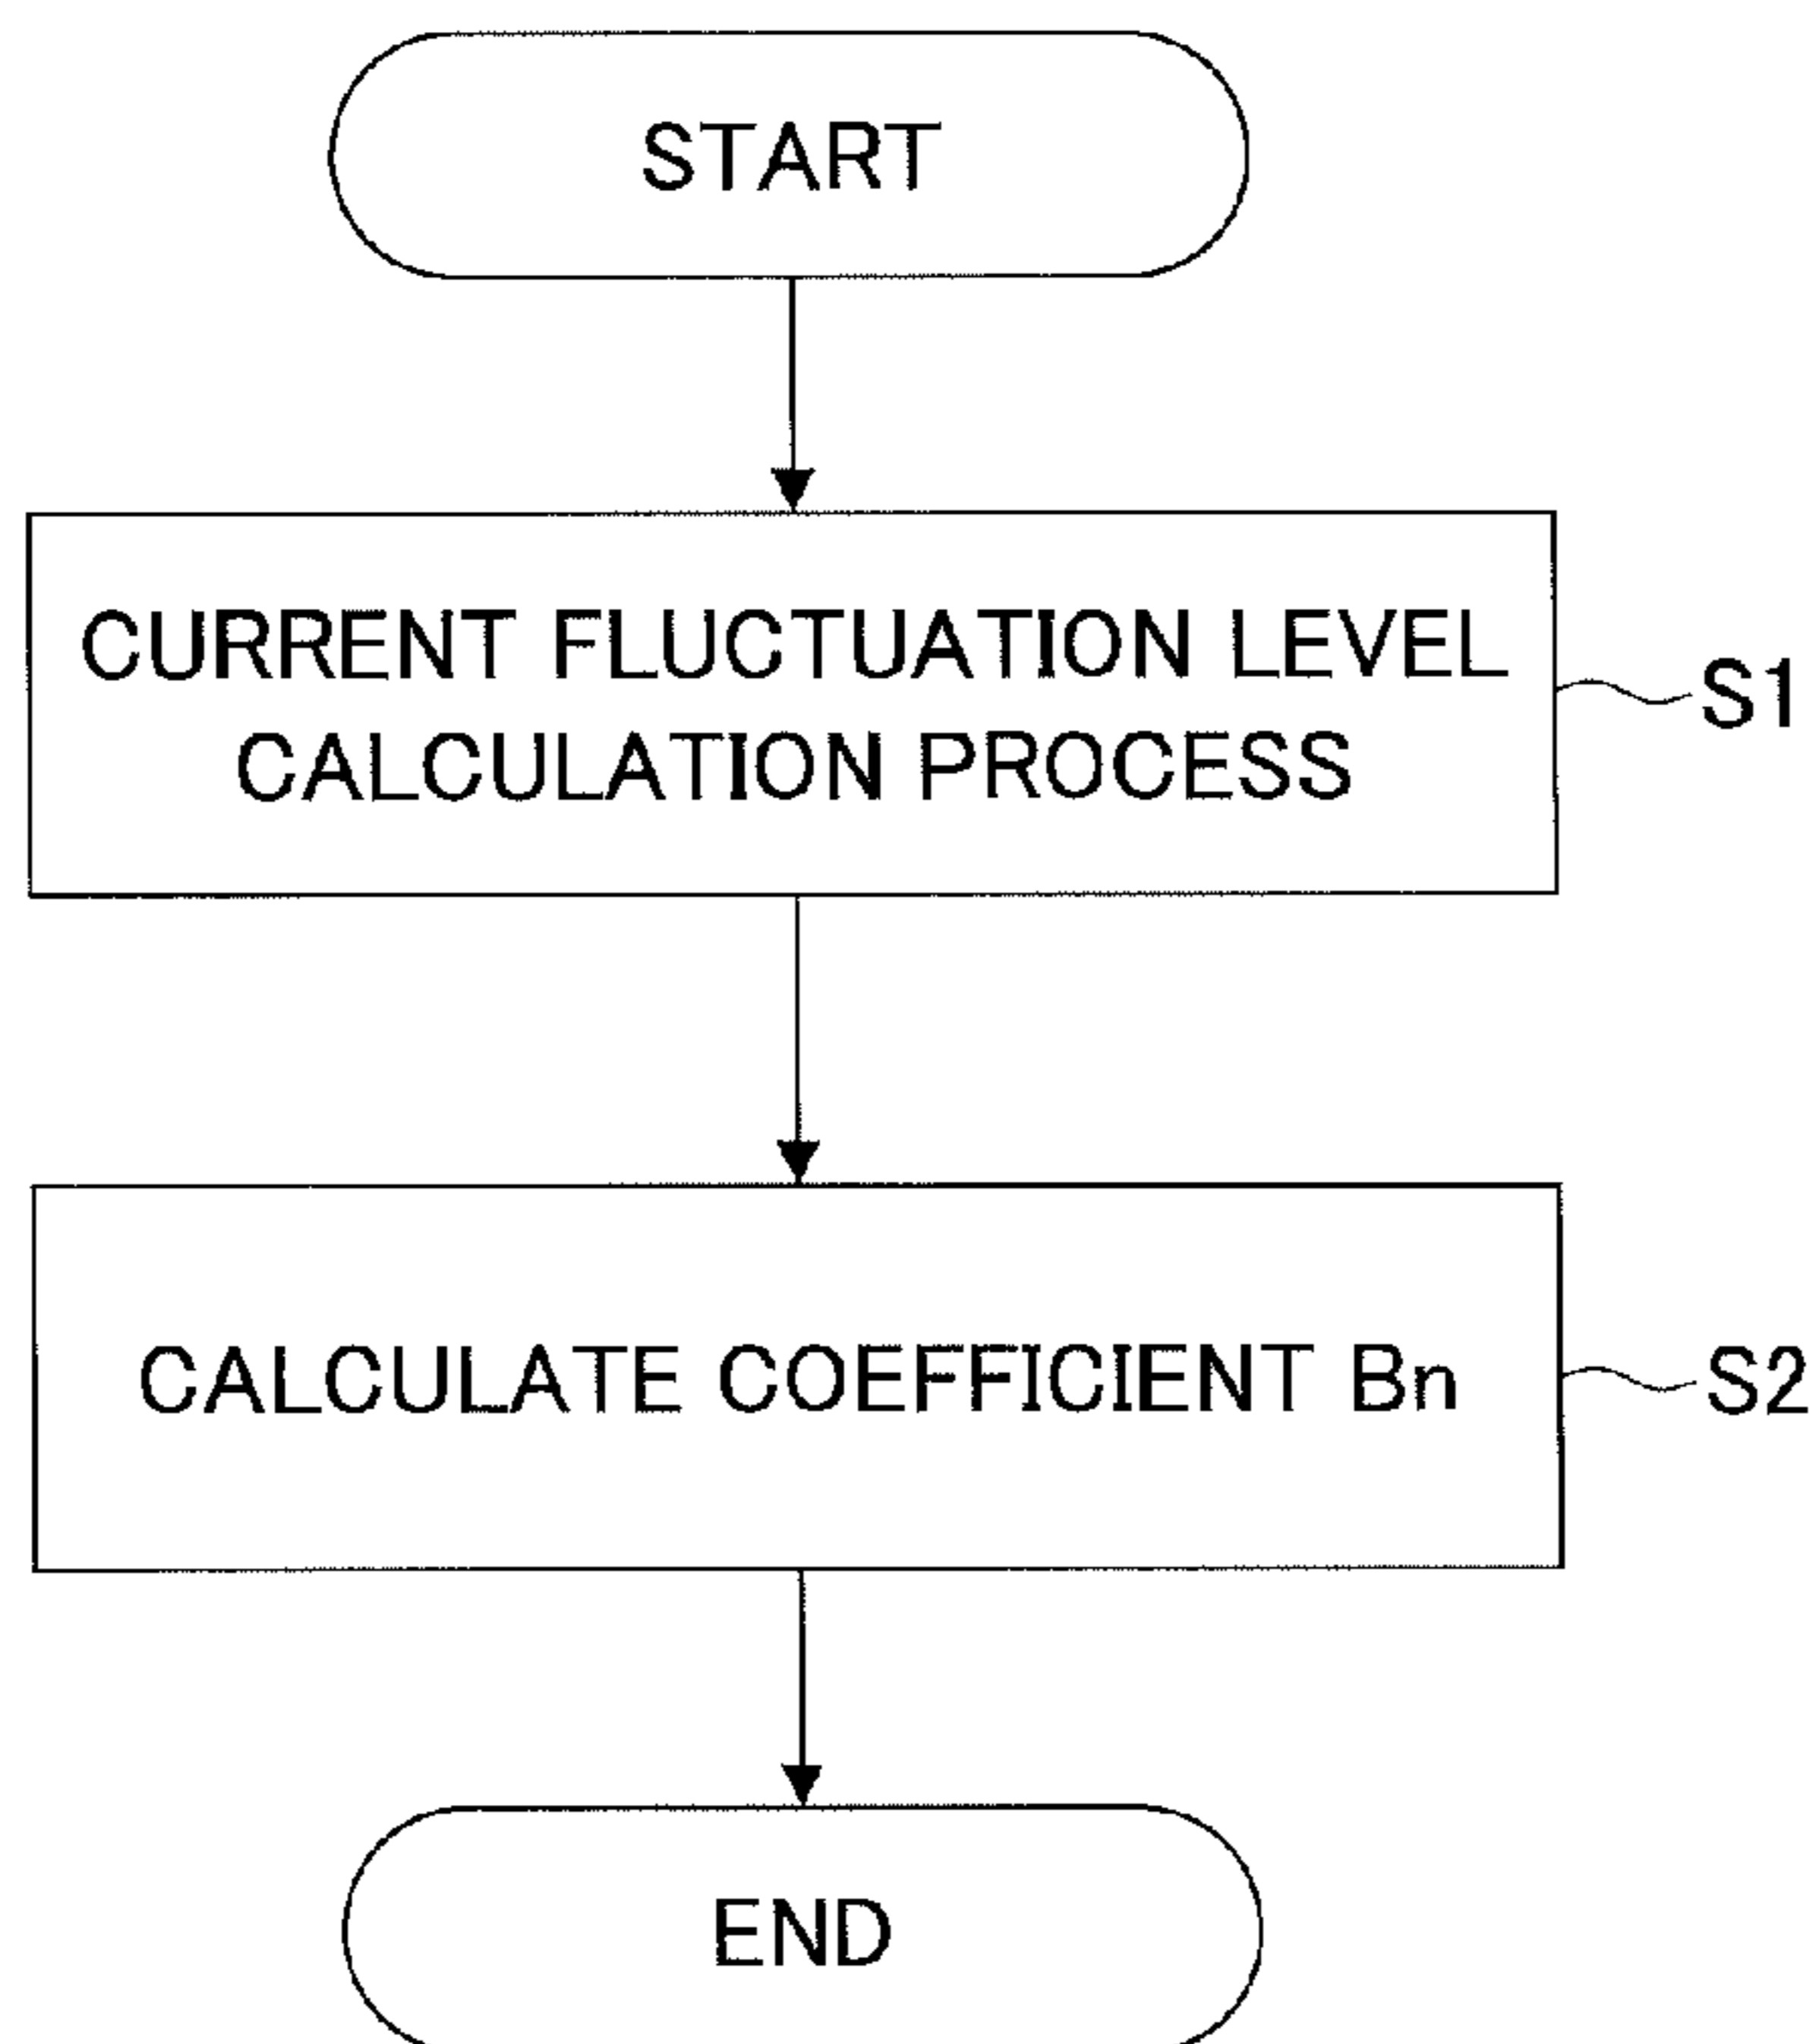 START
CURRENT FLUCTUATION LEVEL
CALCULATION PROCESS
S1
CALCULATE COEFFICIENT Bn
S2
END